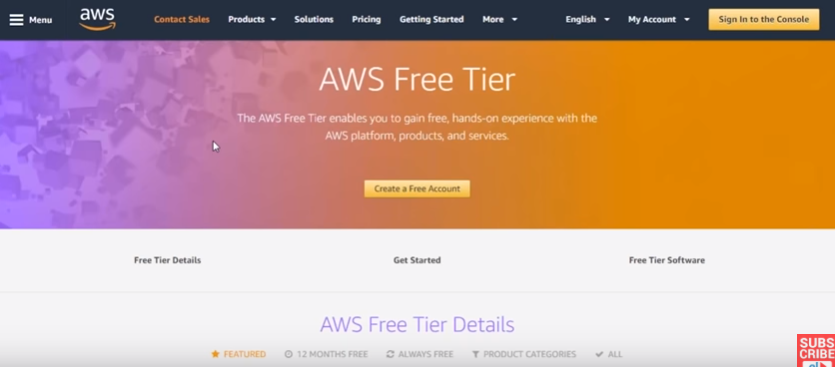 Menu
aws
Contact Sales
Products
Solutions
Pricing
Getting Started
More
English
My Account
Sign In to the Console
AWS Free Tier
The AWS Free Tier enables you to gain free, hands-on experience with the
AWS platform, products, and services.
Create a Free Account
Free Tier Details
Get Started
Free Tier Software
AWS Free Tier Details
FEATURED
12 MONTHS FREE
ALWAYS FREE
PRODUCT CATEGORIES
ALL
SUBS
CRIBE